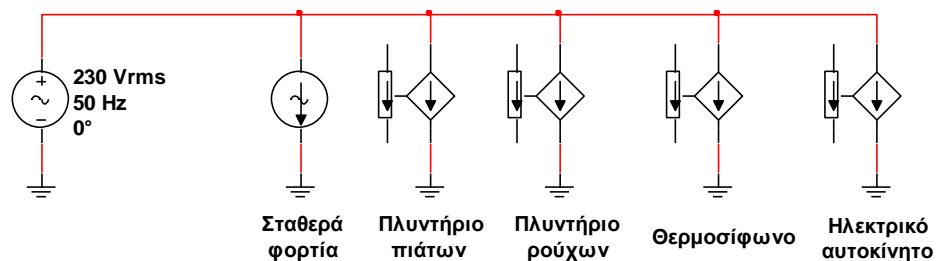 230 Vrms
50 Hz
0°
Σταθερά
φορτία
Πλυντήριο
πιάτων
Πλυντήριο
ρούχων
Θερμοσίφωνο
Ηλεκτρικό
αυτοκίνητο